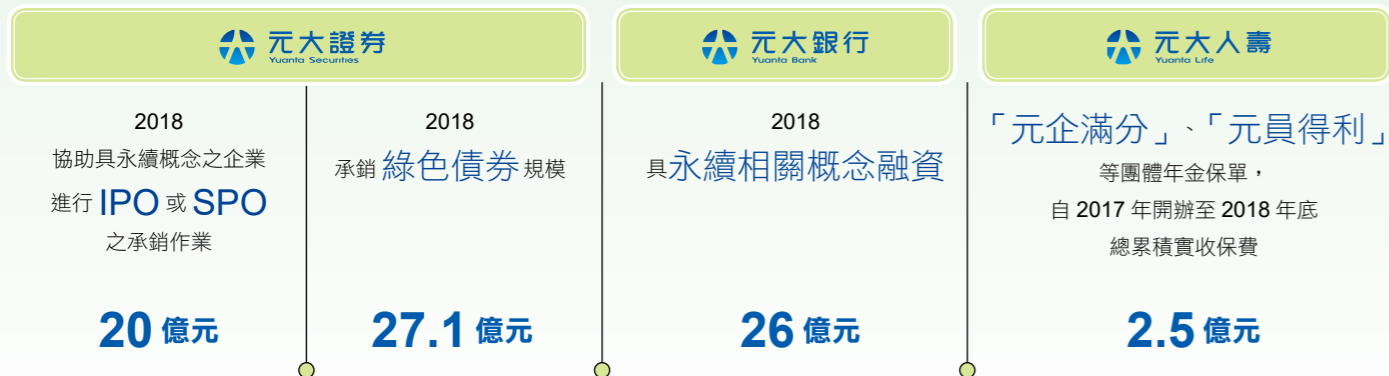 元大證券
Yuanta Securities
2018
協助具永續概念之企業
進行 IPO 或 SPO
之承銷作業
20 億元
2018
承銷 綠色債券 規模
27.1 億元
元大銀行
Yuanta Bank
2018
具永續相關概念融資
26 億元
元大人壽
Yuanta Life
「元企滿分」、「元員得利」
等團體年金保單，
自 2017 年開辦至 2018 年底
總累積實收保費
2.5 億元